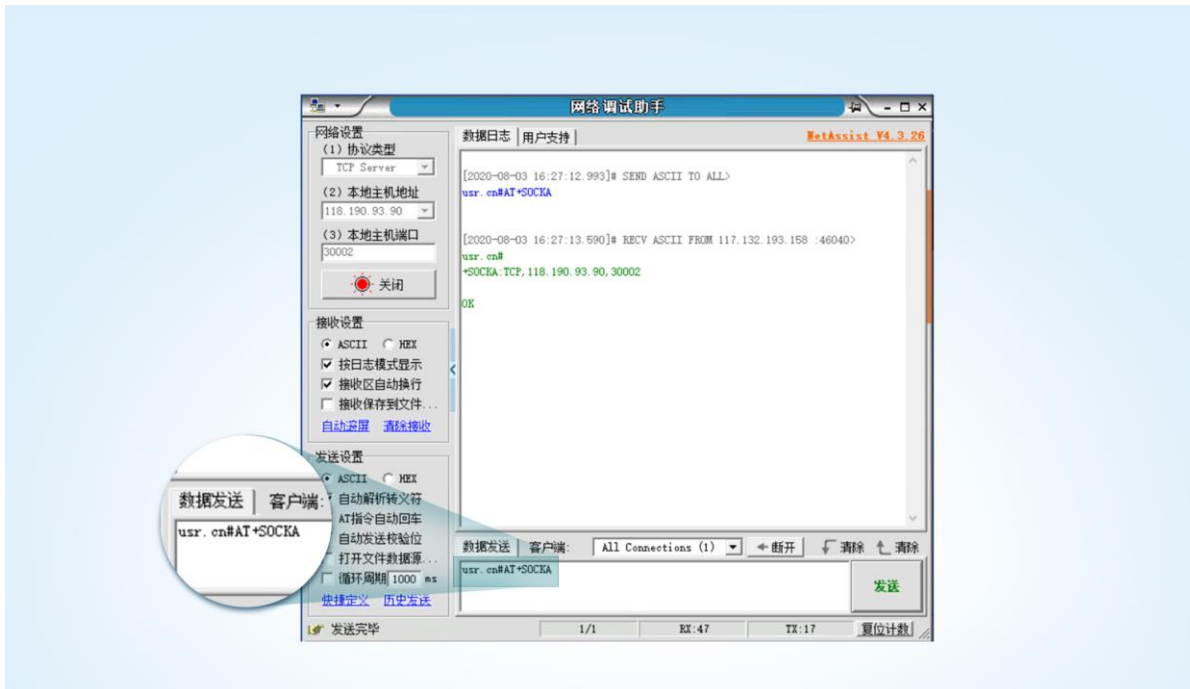 网络调试助手
网络设置
(1) 协议类型
TCP Server
(2) 本地主机地址
118.190.93.90
(3) 本地主机端口
30002
关闭
接收设置
ASCII HEX
按日志模式显示
接收区自动换行
接收保存到文件...
自动滚屏 清除接收
发送设置
ASCII HEX
自动解析转义符
AT指令自动回车
自动发送校验位
打开文件数据源...
循环周期 1000 ms
快捷定义 历史发送
数据日志 用户支持
NetAssist V4.3.26
[2020-08-03 16:27:12.993]# SEND ASCII TO ALL>
usr.cn#AT+SOCKA
[2020-08-03 16:27:13.590]# RECV ASCII FROM 117.132.193.158 :46040>
usr.cn#
+SOCKA:TCP,118.190.93.90,30002
OK
数据发送 客户端: All Connections (1) 断开 清除 清除
usr.cn#AT+SOCKA
发送
数据发送 客户端:
usr.cn#AT+SOCKA
发送完毕 1/1 RX:47 TX:17 复位计数